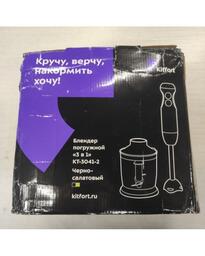 Кручу, верчу,
накормить
хочу!
Kitfort
Блендер
погружной
«3 в 1»
КТ-3041-2
Черно-
салатовый
kitfort.ru